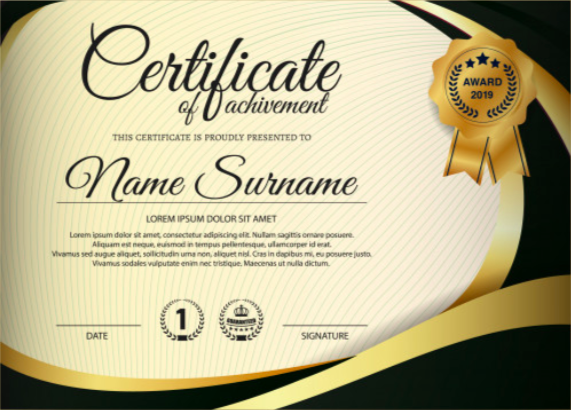 Certificate
of achivement
AWARD
2019
THIS CERTIFICATE IS PROUDLY PRESENTED TO
Name Surname
LOREM IPSUM DOLOR SIT AMET
Lorem ipsum dolor sit amet, consectetur adipiscing elit. Nullam sagittis ornare posuere.
Aliquam est neque, euismod in tempus pellentesque, ullamcorper id erat.
Vivamus sed augue aliquet, sollicitudin urna non, aliquet nisl. Cras in dapibus mi, eu posuere justo.
Vivamus sodales vulputate enim nec tristique. Maecenas ut nulla dictum.
1
GUARANTEED
DATE
SIGNATURE